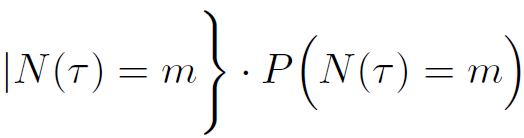 |N(τ) = m} · P(N(τ) = m)